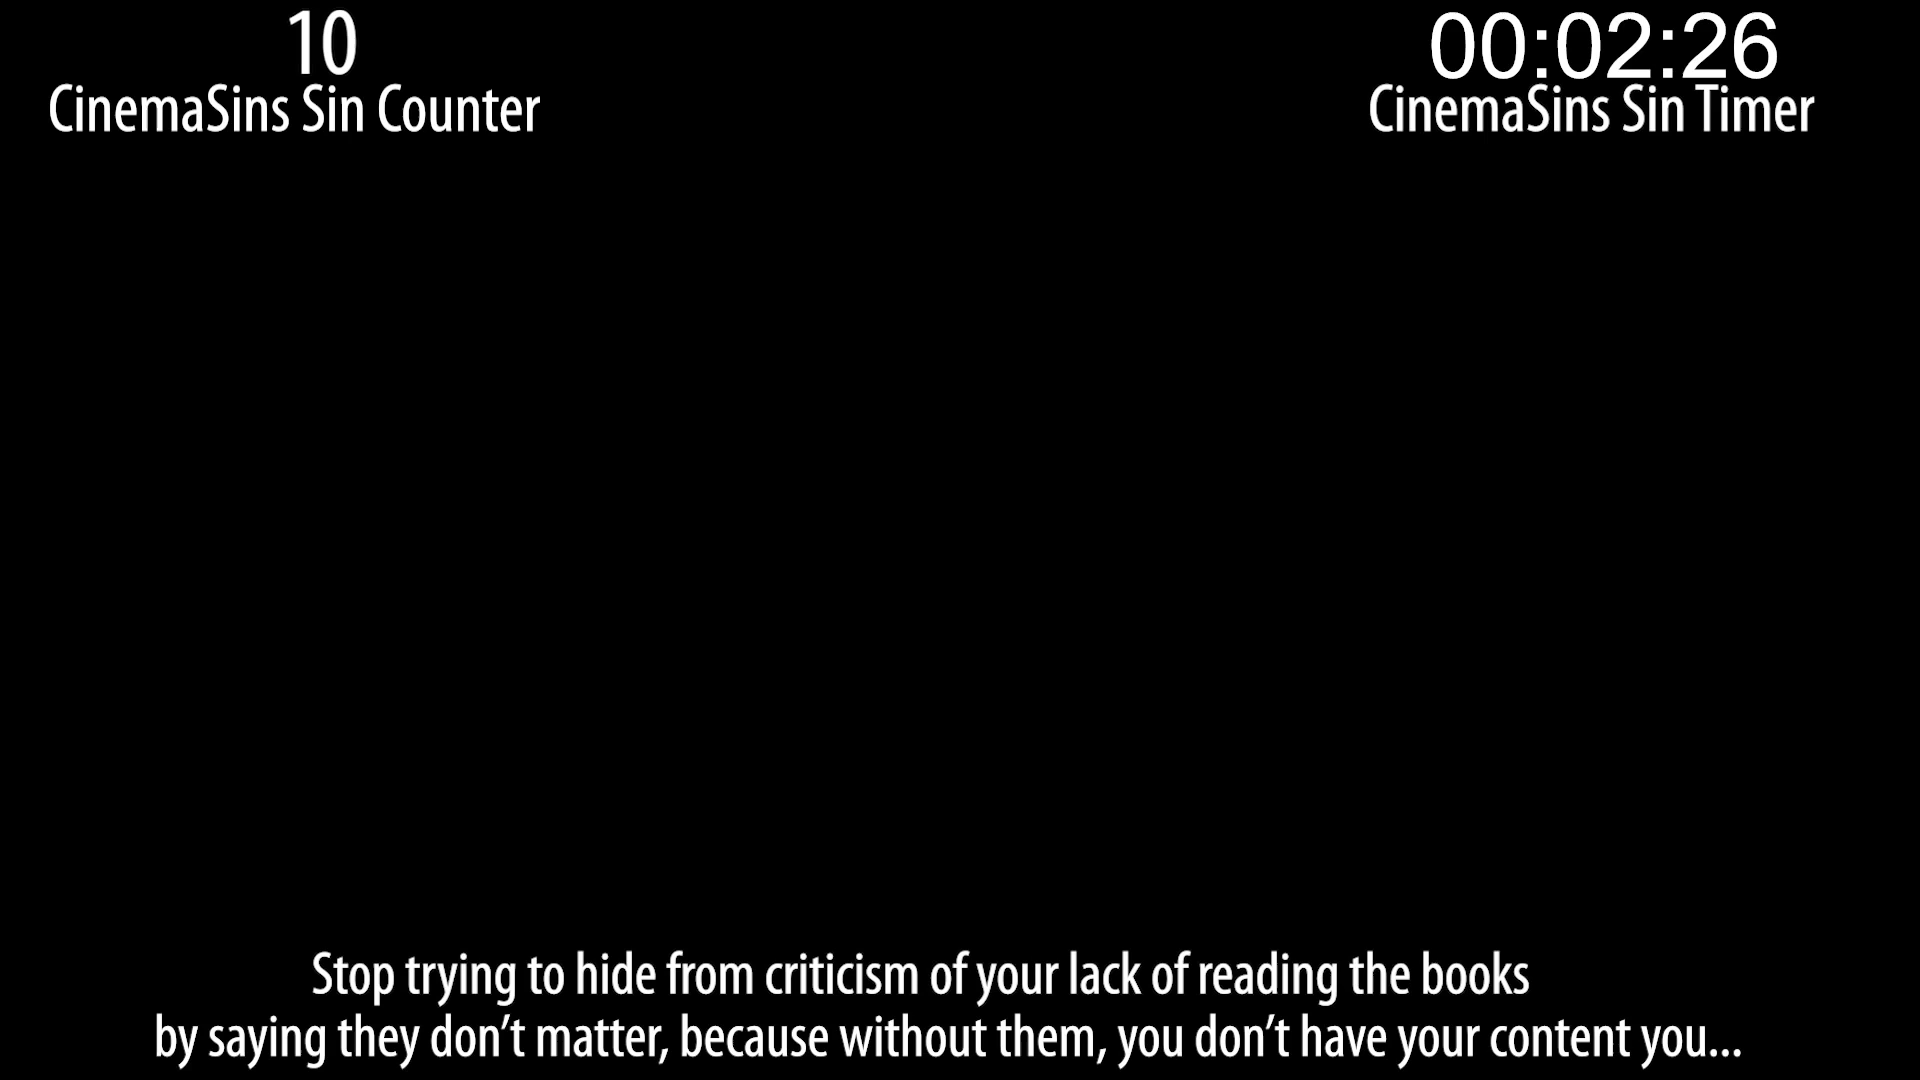 10
CinemaSins Sin Counter
00:02:26
CinemaSins Sin Timer
Stop trying to hide from criticism of your lack of reading the books
by saying they don’t matter, because without them, you don’t have your content you...